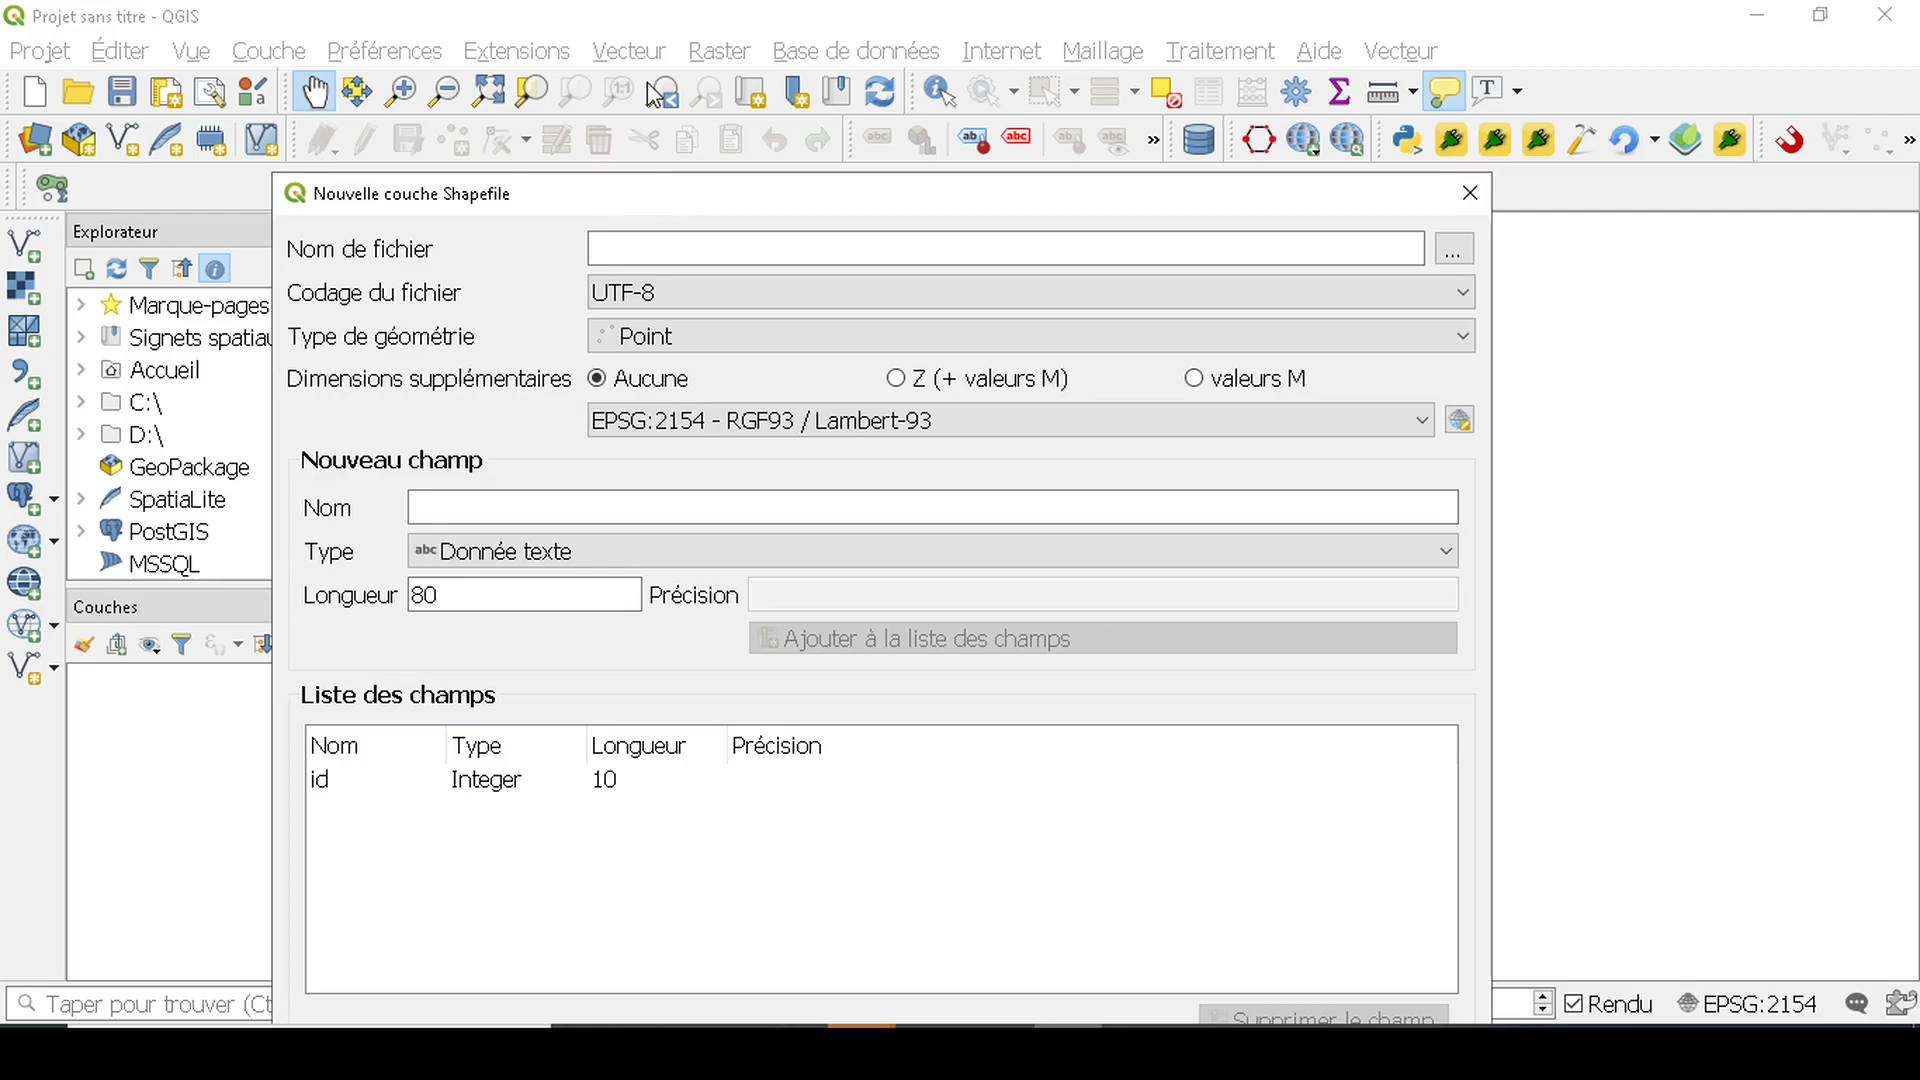 Projet sans titre - QGIS
Projet Éditer Vue Couche Préférences Extensions Vecteur Raster Base de données Internet Maillage Traitement Aide Vecteur
Nouvelle couche Shapefile
Explorateur
Marque-pages
Signets spatiau
Accueil
C:\
D:\
GeoPackage
SpatiaLite
PostGIS
MSSQL
Couches
Nom de fichier
...
Codage du fichier UTF-8
Type de géométrie Point
Dimensions supplémentaires Aucune Z (+ valeurs M) valeurs M
EPSG:2154 - RGF93 / Lambert-93
Nouveau champ
Nom
Type abc Donnée texte
Longueur 80 Précision
Ajouter à la liste des champs
Liste des champs
Nom Type Longueur Précision
id Integer 10
Supprimer le champ
Taper pour trouver (Ct
Rendu EPSG:2154